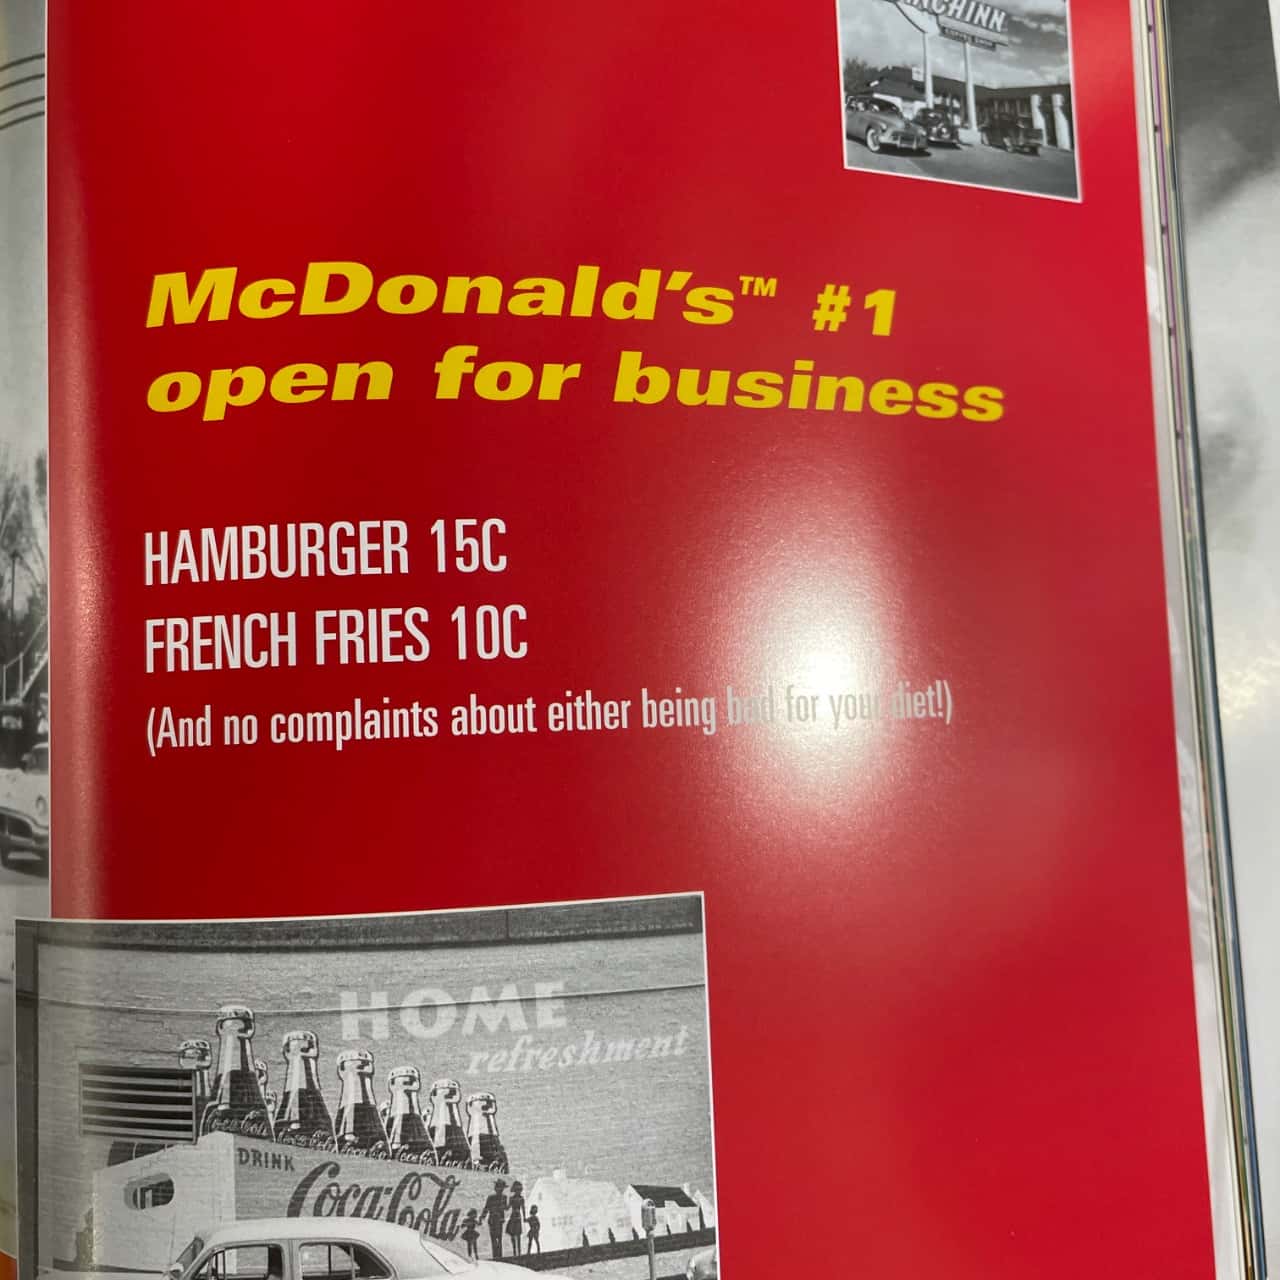 McDonald's™ #1
open for business
HAMBURGER 15C
FRENCH FRIES 10C
(And no complaints about either being bad for your diet!)
HOME
refreshment
DRINK
Coca-Cola